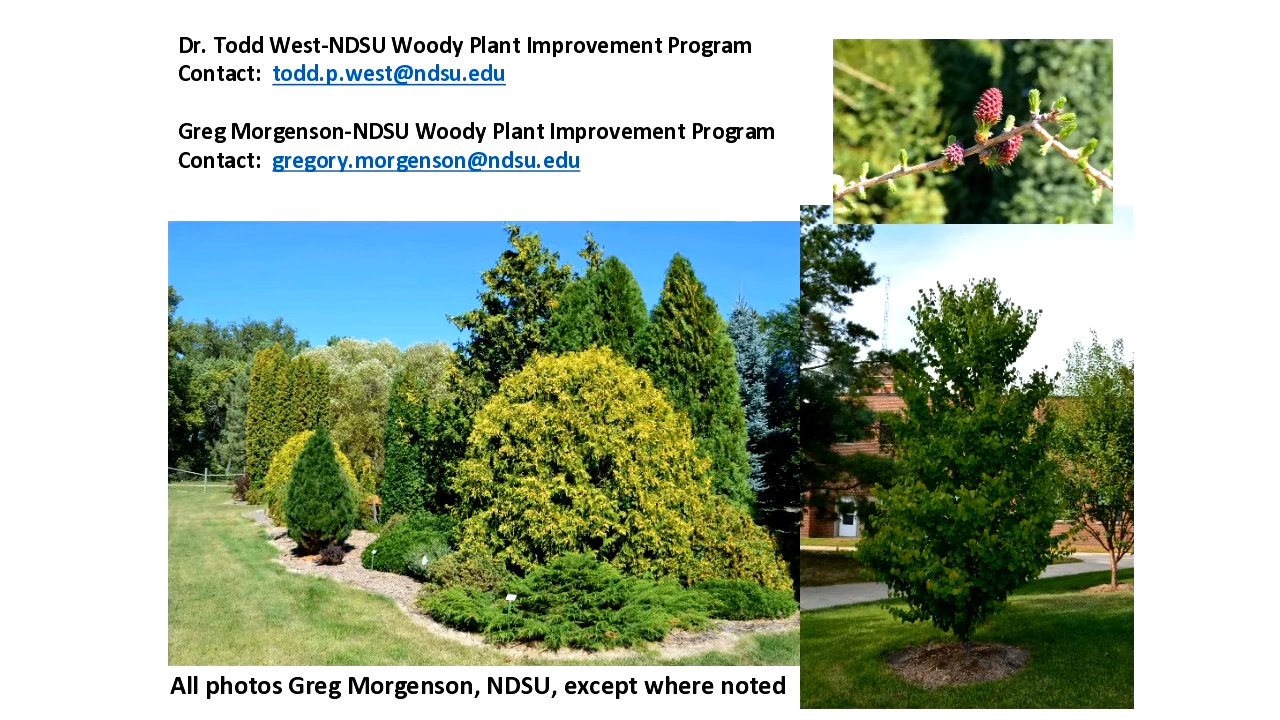 Dr. Todd West-NDSU Woody Plant Improvement Program
Contact: todd.p.west@ndsu.edu
Greg Morgenson-NDSU Woody Plant Improvement Program
Contact: gregory.morgenson@ndsu.edu
All photos Greg Morgenson, NDSU, except where noted